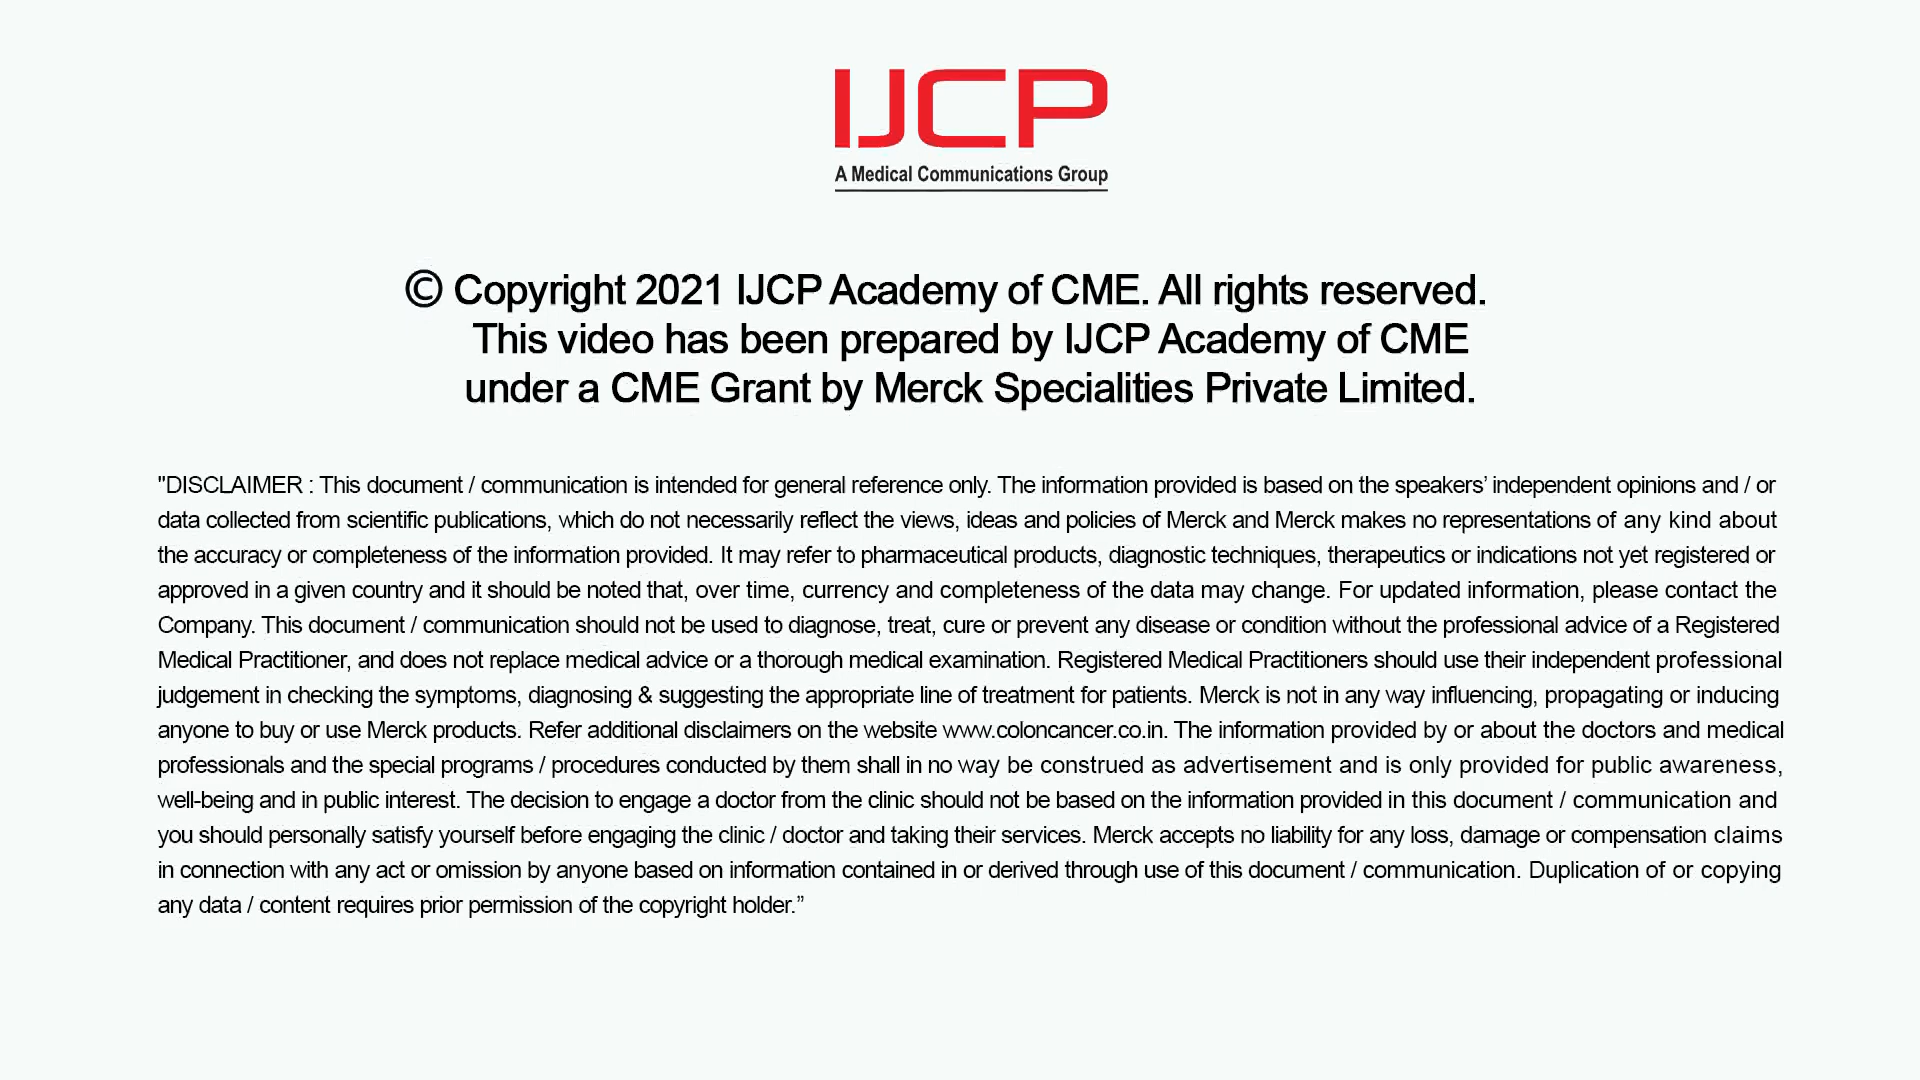 IJCP
A Medical Communications Group
© Copyright 2021 IJCP Academy of CME. All rights reserved.
This video has been prepared by IJCP Academy of CME
under a CME Grant by Merck Specialities Private Limited.
"DISCLAIMER : This document / communication is intended for general reference only. The information provided is based on the speakers’ independent opinions and / or
data collected from scientific publications, which do not necessarily reflect the views, ideas and policies of Merck and Merck makes no representations of any kind about
the accuracy or completeness of the information provided. It may refer to pharmaceutical products, diagnostic techniques, therapeutics or indications not yet registered or
approved in a given country and it should be noted that, over time, currency and completeness of the data may change. For updated information, please contact the
Company. This document / communication should not be used to diagnose, treat, cure or prevent any disease or condition without the professional advice of a Registered
Medical Practitioner, and does not replace medical advice or a thorough medical examination. Registered Medical Practitioners should use their independent professional
judgement in checking the symptoms, diagnosing & suggesting the appropriate line of treatment for patients. Merck is not in any way influencing, propagating or inducing
anyone to buy or use Merck products. Refer additional disclaimers on the website www.coloncancer.co.in. The information provided by or about the doctors and medical
professionals and the special programs / procedures conducted by them shall in no way be construed as advertisement and is only provided for public awareness,
well-being and in public interest. The decision to engage a doctor from the clinic should not be based on the information provided in this document / communication and
you should personally satisfy yourself before engaging the clinic / doctor and taking their services. Merck accepts no liability for any loss, damage or compensation claims
in connection with any act or omission by anyone based on information contained in or derived through use of this document / communication. Duplication of or copying
any data / content requires prior permission of the copyright holder.”